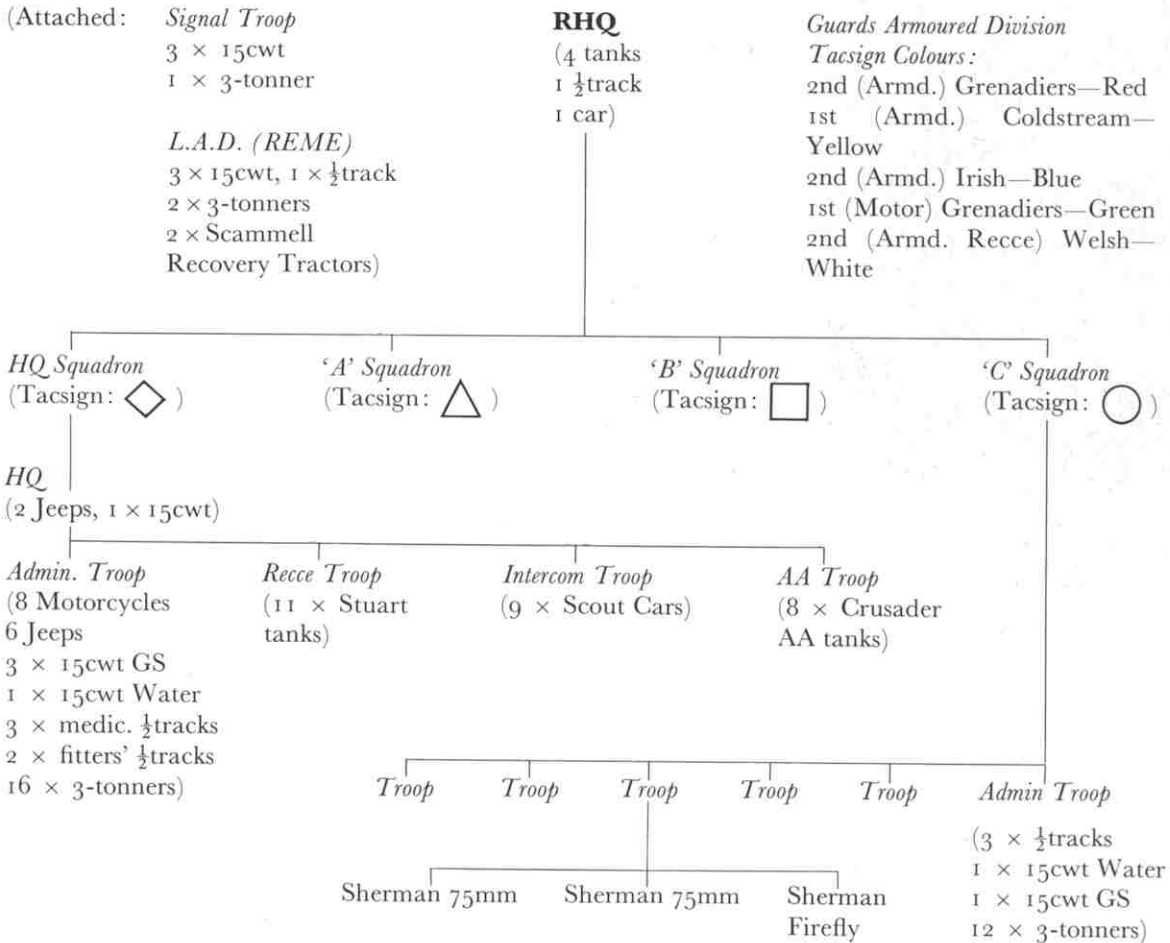 (Attached: Signal Troop
3 × 15cwt
1 × 3-tonner
L.A.D. (REME)
3 × 15cwt, 1 × ½track
2 × 3-tonners
2 × Scammell
Recovery Tractors)
RHQ
(4 tanks
1 ½track
1 car)
Guards Armoured Division
Tacsign Colours:
2nd (Armd.) Grenadiers—Red
1st (Armd.) Coldstream—
Yellow
2nd (Armd.) Irish—Blue
1st (Motor) Grenadiers—Green
2nd (Armd. Recce) Welsh—
White
HQ Squadron
(Tacsign: )
‘A’ Squadron
(Tacsign: )
‘B’ Squadron
(Tacsign: )
‘C’ Squadron
(Tacsign: )
HQ
(2 Jeeps, 1 × 15cwt)
Admin. Troop
(8 Motorcycles
6 Jeeps
3 × 15cwt GS
1 × 15cwt Water
3 × medic. ½tracks
2 × fitters’ ½tracks
16 × 3-tonners)
Recce Troop
(11 × Stuart
tanks)
Intercom Troop
(9 × Scout Cars)
AA Troop
(8 × Crusader
AA tanks)
Troop Troop Troop Troop Troop Admin Troop
(3 × ½tracks
1 × 15cwt Water
1 × 15cwt GS
12 × 3-tonners)
Sherman 75mm Sherman 75mm Sherman
Firefly